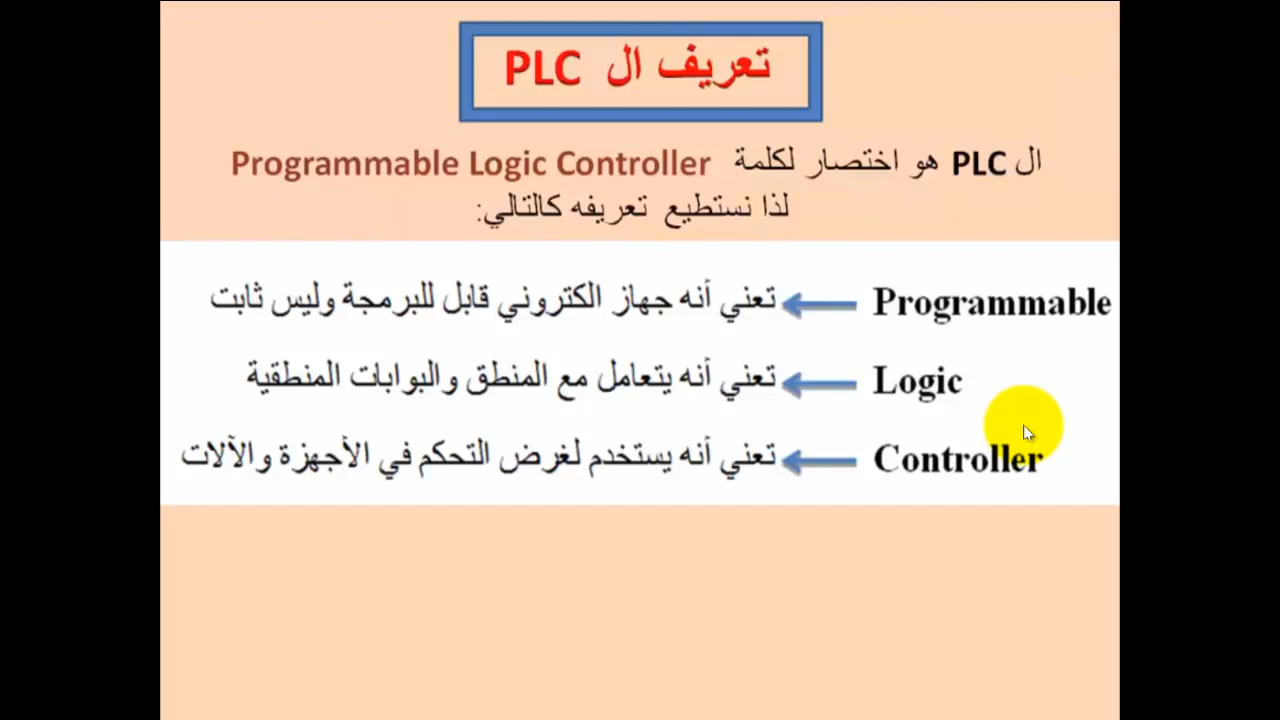 تعريف ال PLC
ال PLC هو اختصار لكلمة Programmable Logic Controller
لذا نستطيع تعريفه كالتالي:
Programmable تعني أنه جهاز الكتروني قابل للبرمجة وليس ثابت
Logic تعني أنه يتعامل مع المنطق والبوابات المنطقية
Controller تعني أنه يستخدم لغرض التحكم في الأجهزة والآلات